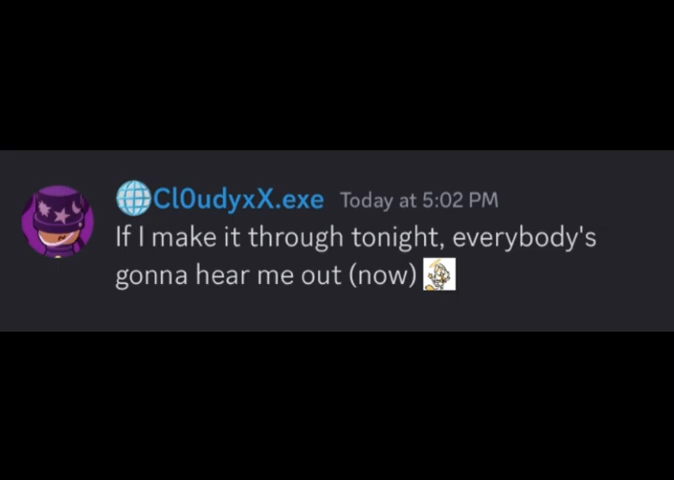 Cl0udyxX.exe Today at 5:02 PM
If I make it through tonight, everybody's
gonna hear me out (now)